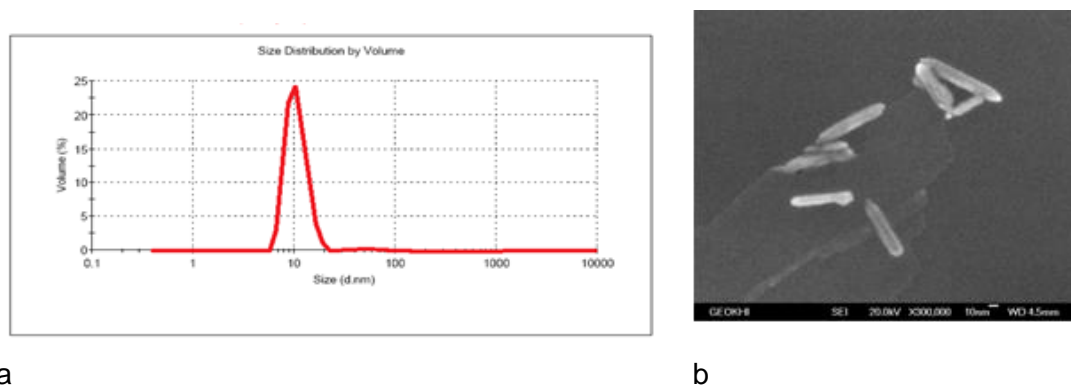 Size Distribution by Volume
Volume (%)
25
20
15
10
5
0
0.1 1 10 100 1000 10000
Size (d.nm)
GEOKHI SEI 20.0kV X300,000 10nm WD 4.5mm
a b